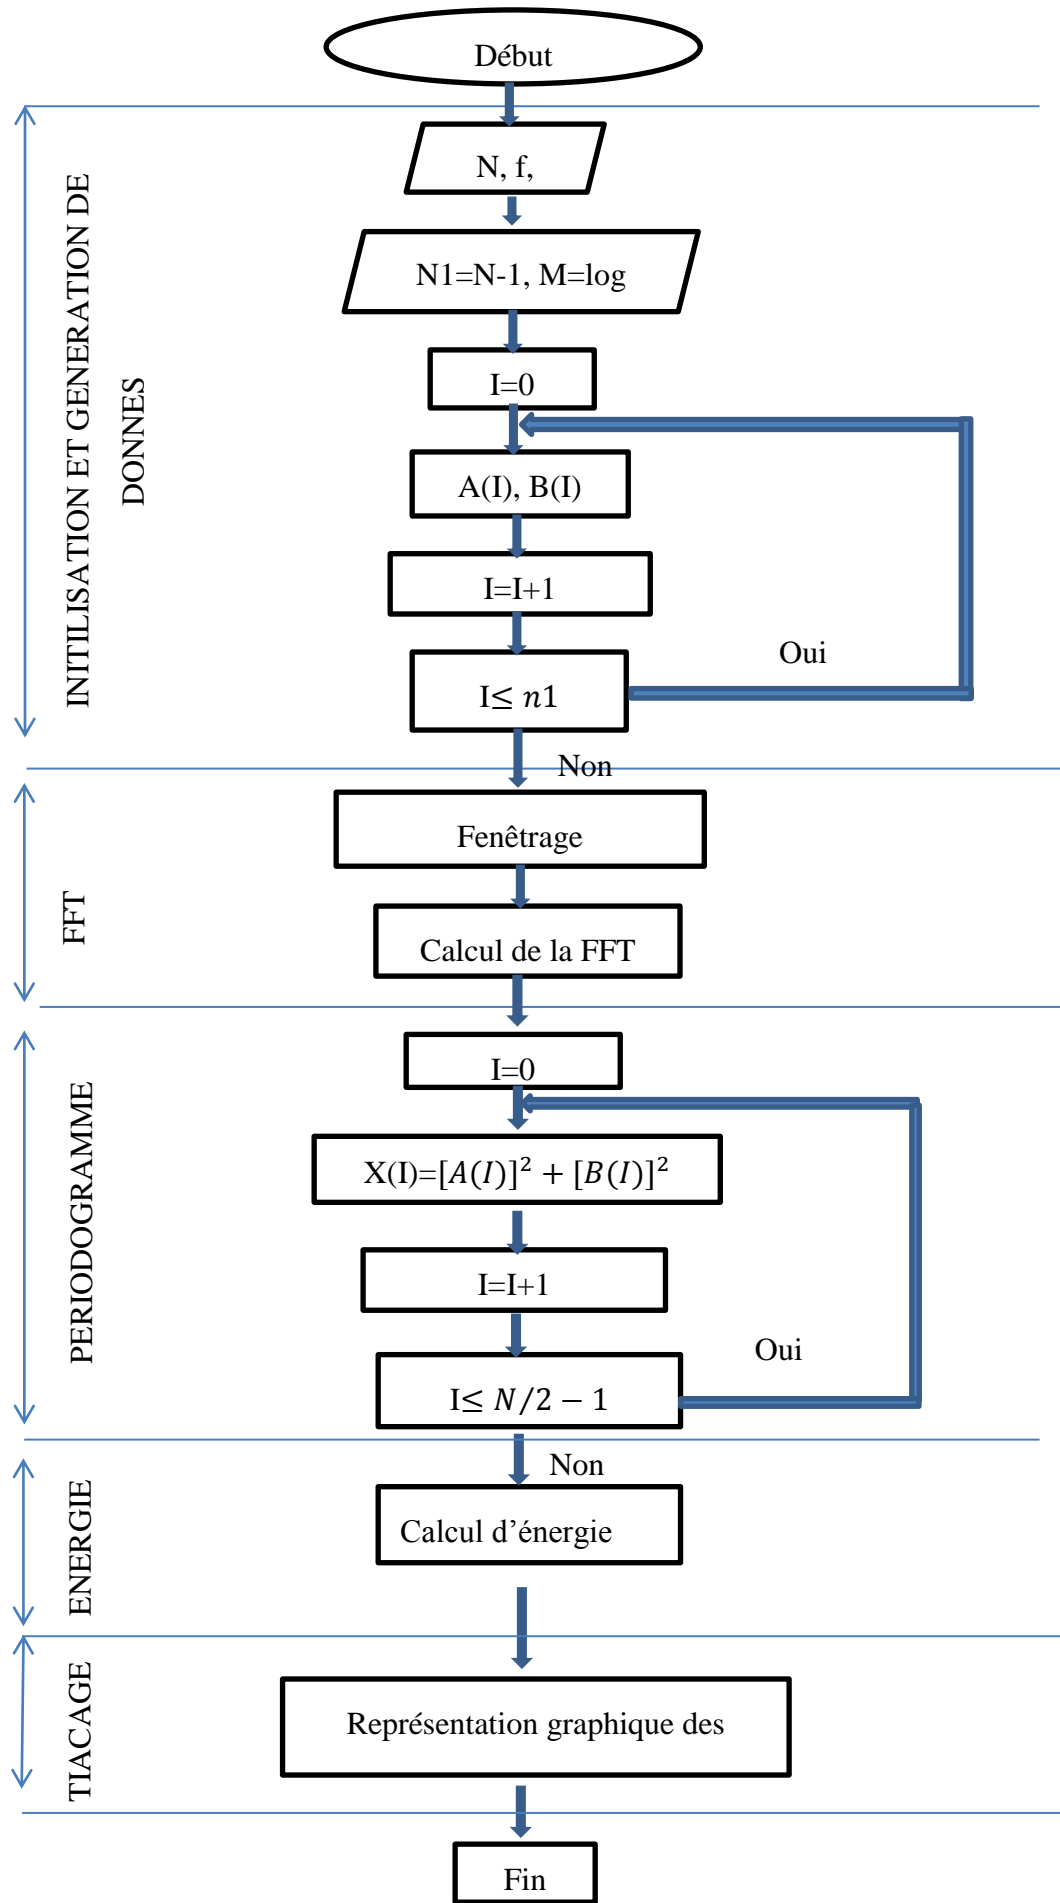 Début
INITILISATION ET GENERATION DE
DONNES
N, f,
N1=N-1, M=log
I=0
A(I), B(I)
I=I+1
I≤ n1
Oui
Non
FFT
Fenêtrage
Calcul de la FFT
PERIODOGRAMME
I=0
X(I)=[A(I)]² + [B(I)]²
I=I+1
I≤ N/2 − 1
Oui
Non
ENERGIE
Calcul d’énergie
TIACAGE
Représentation graphique des
Fin